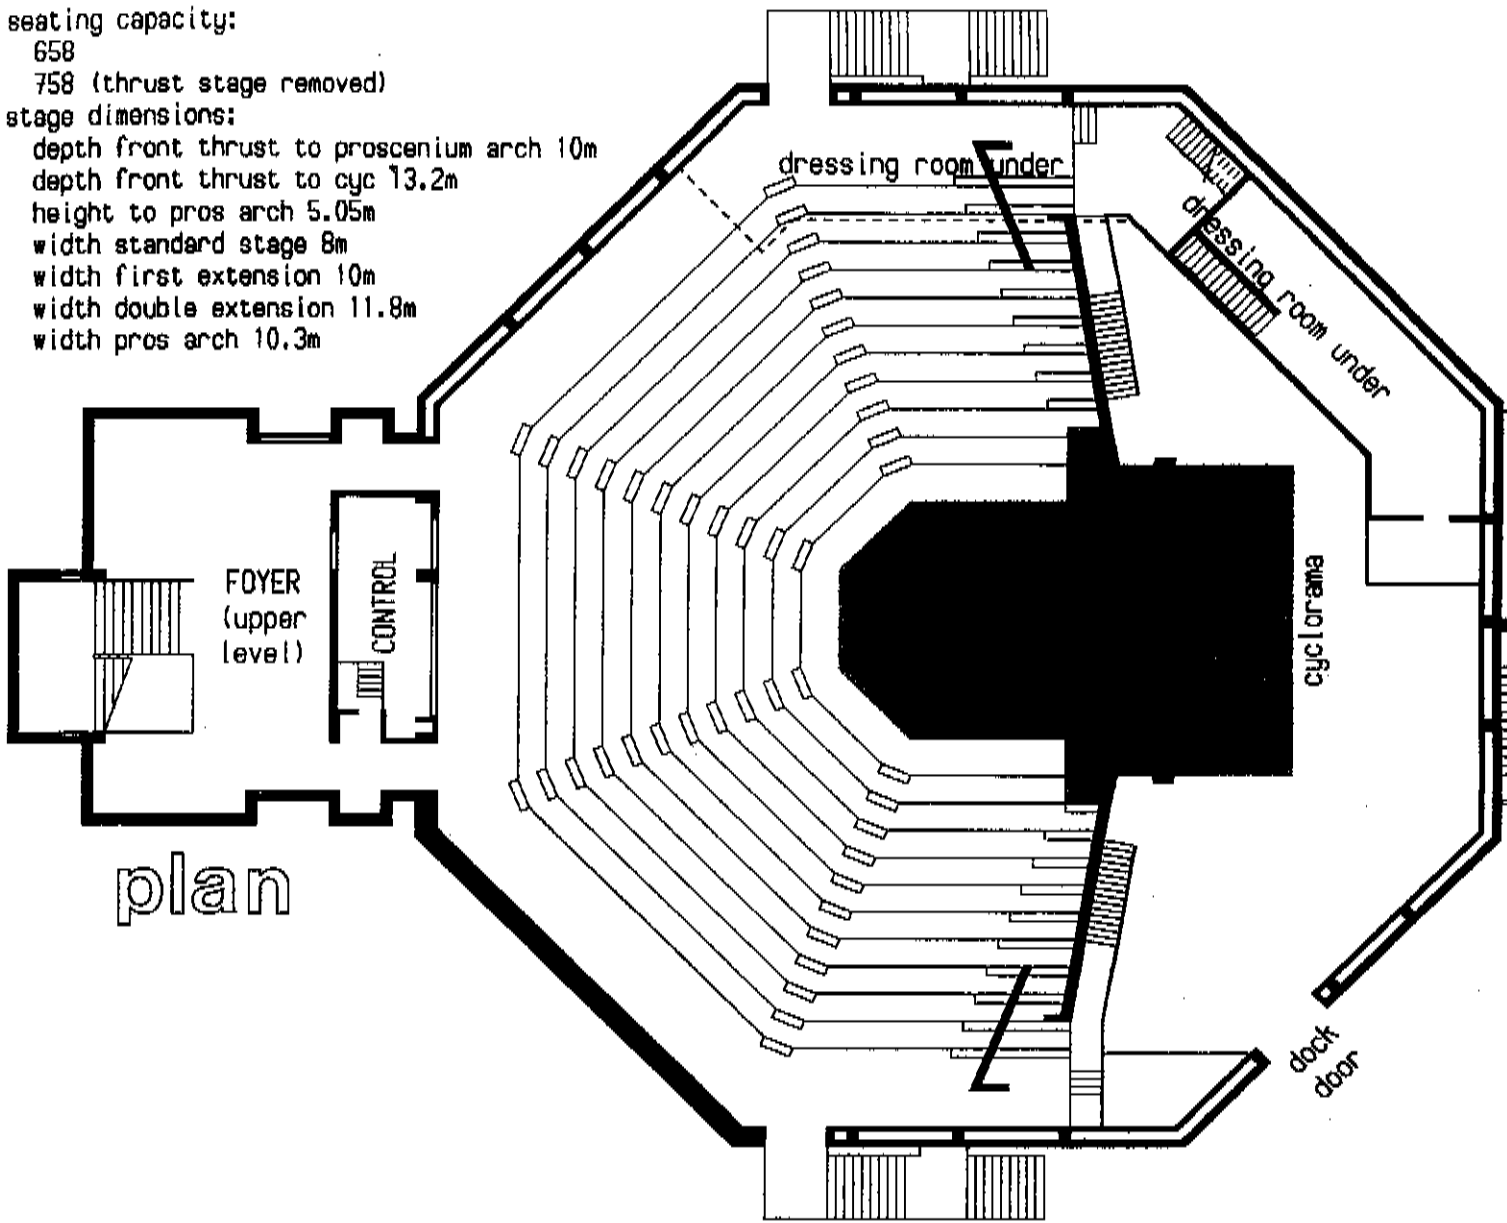 seating capacity:
658
758 (thrust stage removed)
stage dimensions:
depth front thrust to proscenium arch 10m
depth front thrust to cyc 13.2m
height to pros arch 5.05m
width standard stage 8m
width first extension 10m
width double extension 11.8m
width pros arch 10.3m
dressing room under
dressing room under
FOYER
(upper
level)
CONTROL
cyclorama
plan
dock
door